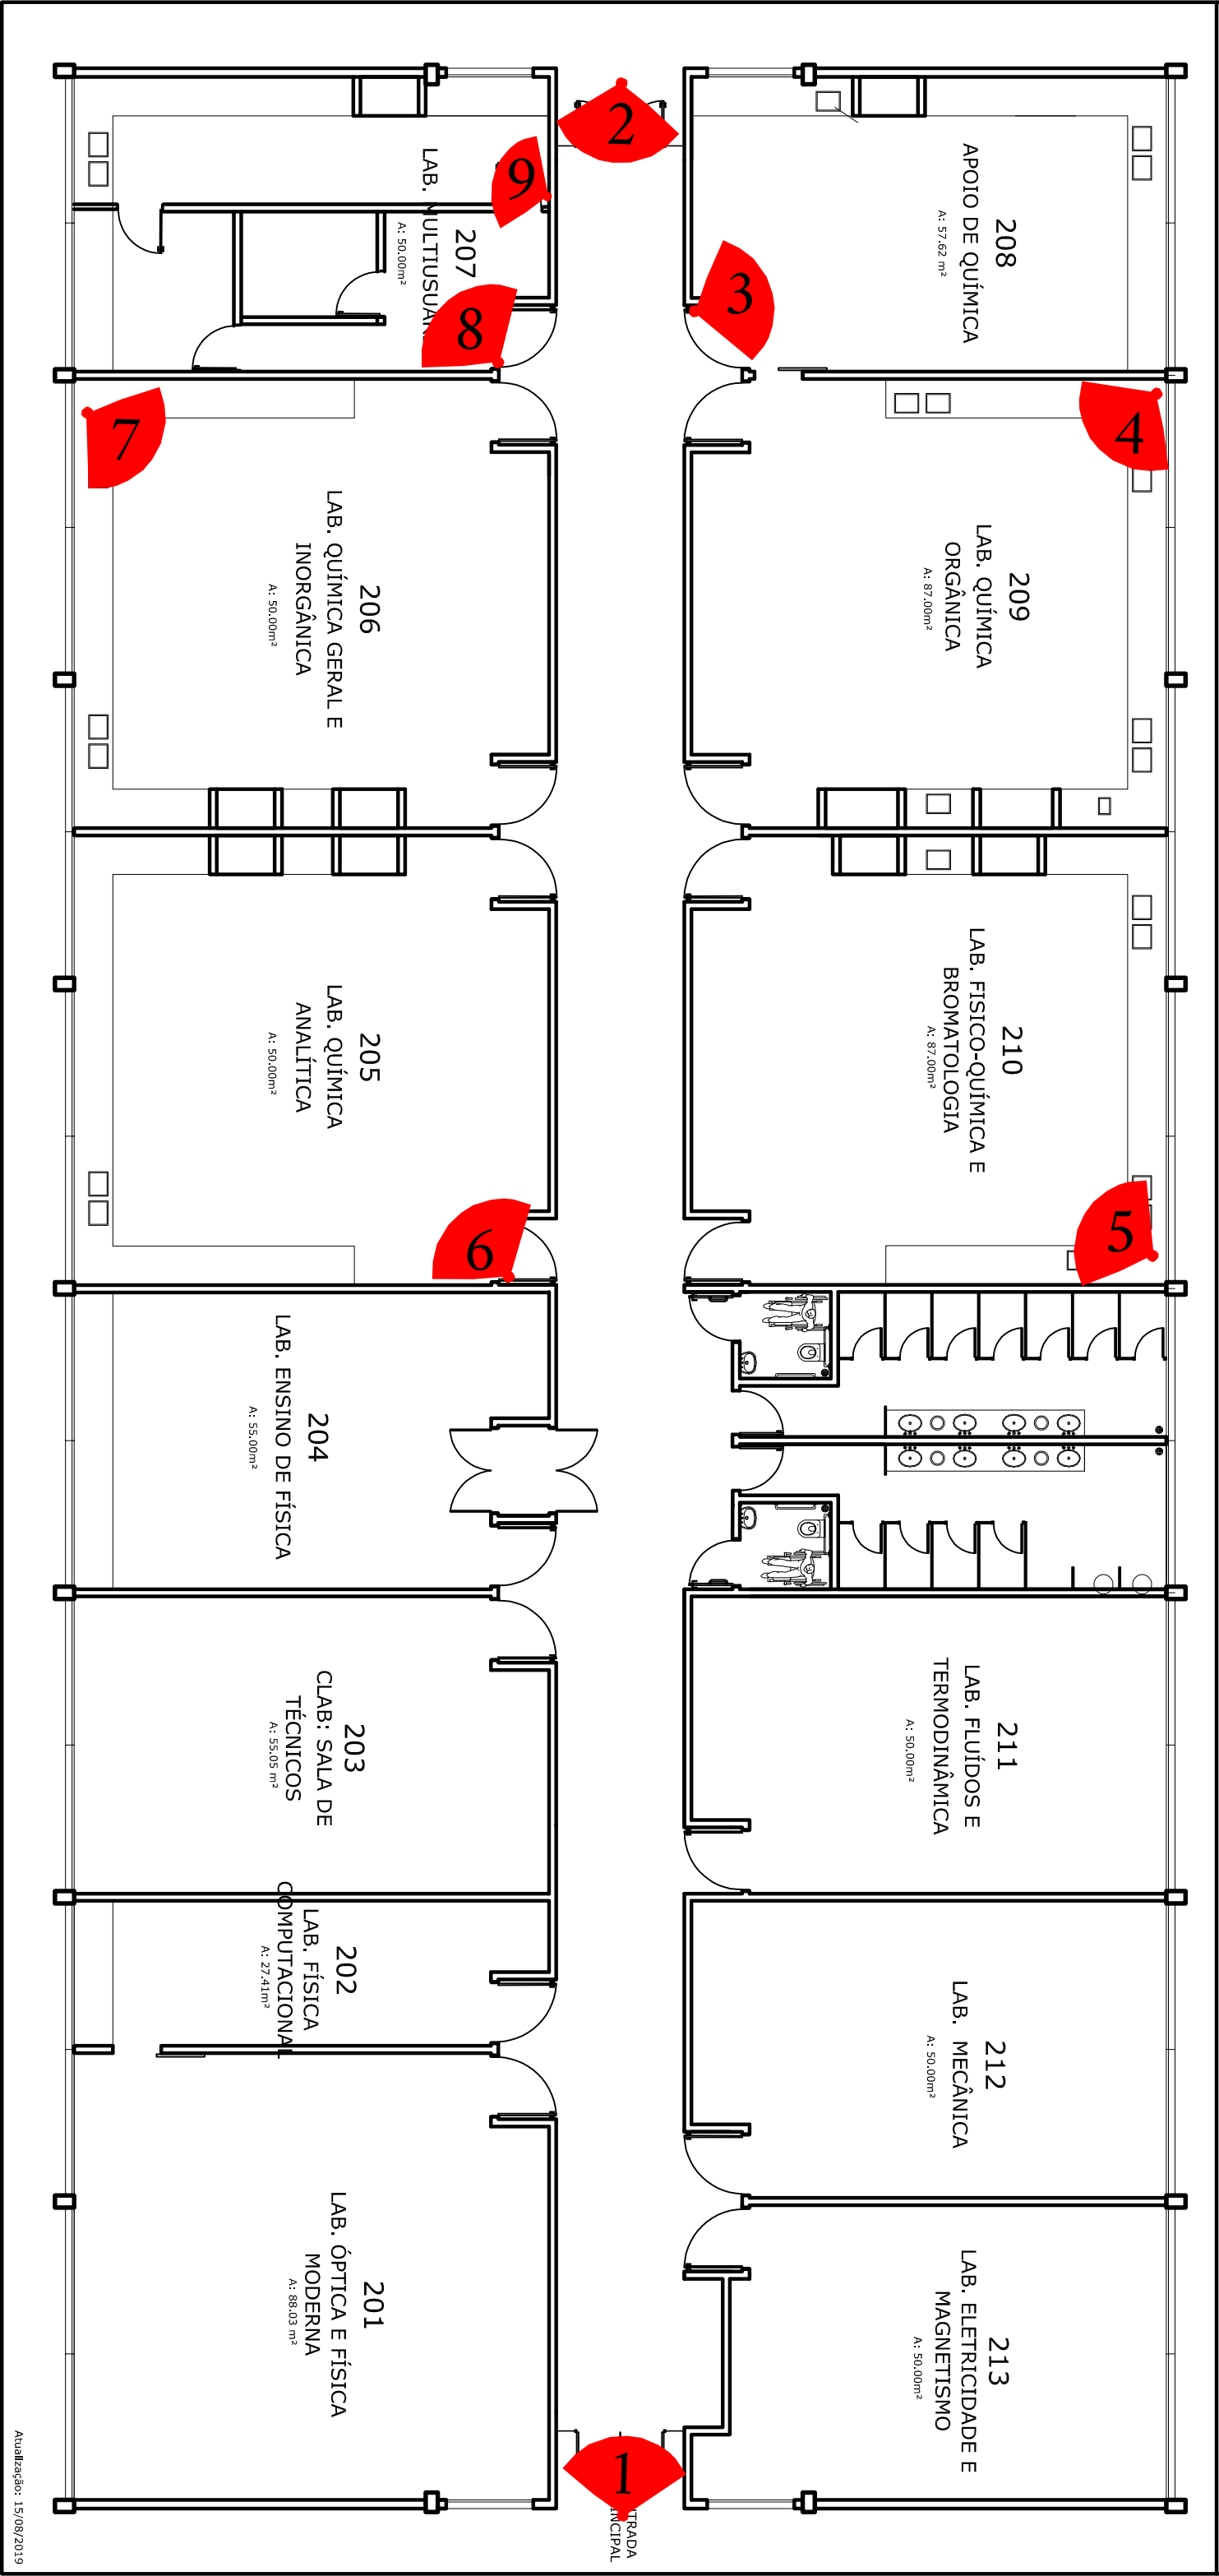 2
9
3
208
APOIO DE QUÍMICA
A: 57.62 m²
207
LAB. MULTIUSUÁR
A: 50.00m²
8
7
4
206
LAB. QUÍMICA GERAL E
INORGÂNICA
A: 50.00m²
209
LAB. QUÍMICA
ORGÂNICA
A: 87.00m²
205
LAB. QUÍMICA
ANALÍTICA
A: 50.00m²
210
LAB. FISICO-QUÍMICA E
BROMATOLOGIA
A: 87.00m²
6
5
204
LAB. ENSINO DE FÍSICA
A: 55.00m²
203
CLAB: SALA DE
TÉCNICOS
A: 55.05 m²
211
LAB. FLUÍDOS E
TERMODINÂMICA
A: 50.00m²
202
LAB. FÍSICA
COMPUTACIONAL
A: 27.41m²
212
LAB. MECÂNICA
A: 50.00m²
201
LAB. ÓPTICA E FÍSICA
MODERNA
A: 88.03 m²
213
LAB. ELETRICIDADE E
MAGNETISMO
A: 50.00m²
1
TRADA
NCIPAL
Atualização: 15/08/2019